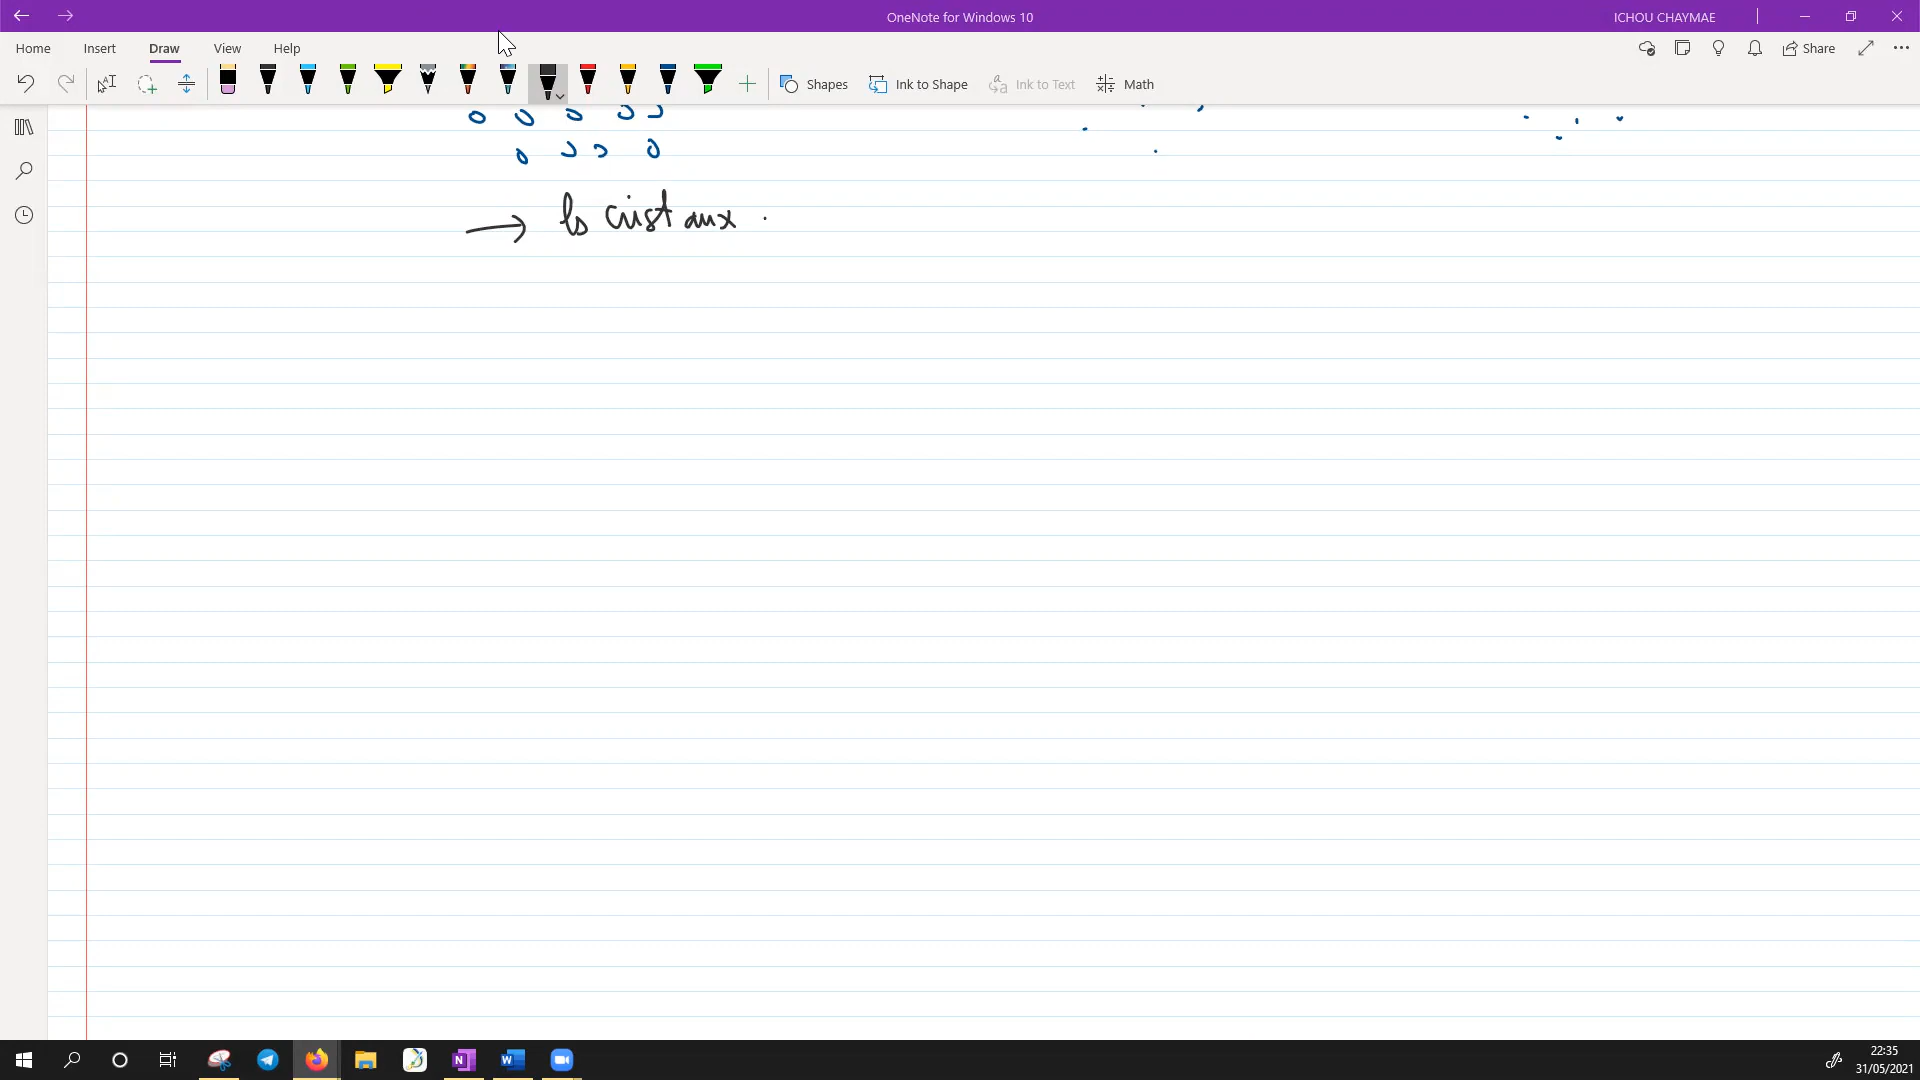 OneNote for Windows 10
ICHOU CHAYMAE
Home Insert Draw View Help
Share
Shapes
Ink to Shape
Ink to Text
Math
→ ls cristaux .
22:35
31/05/2021